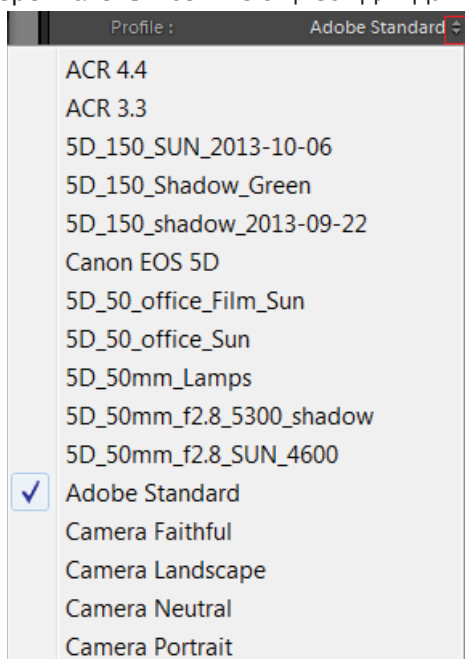 Profile : Adobe Standard
ACR 4.4
ACR 3.3
5D_150_SUN_2013-10-06
5D_150_Shadow_Green
5D_150_shadow_2013-09-22
Canon EOS 5D
5D_50_office_Film_Sun
5D_50_office_Sun
5D_50mm_Lamps
5D_50mm_f2.8_5300_shadow
5D_50mm_f2.8_SUN_4600
Adobe Standard
Camera Faithful
Camera Landscape
Camera Neutral
Camera Portrait